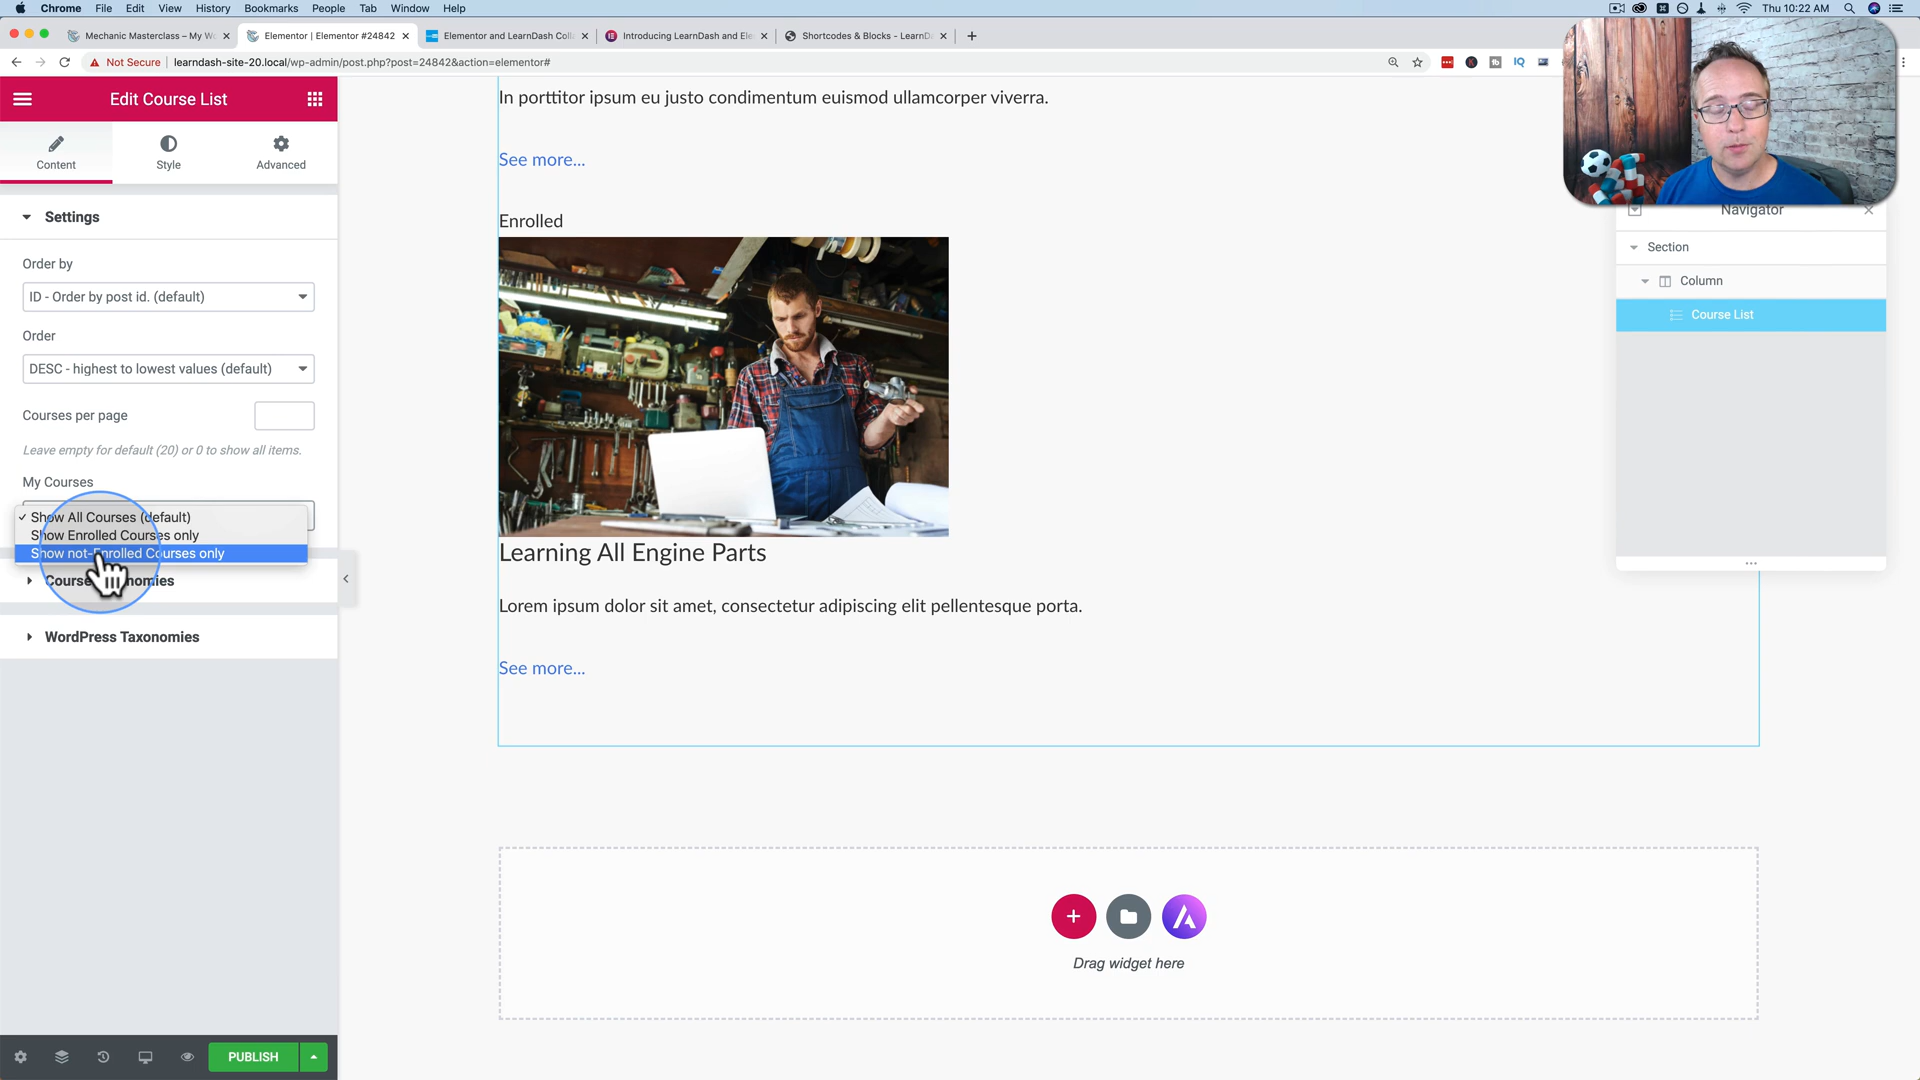 Chrome File Edit View History Bookmarks People Tab Window Help
Thu 10:22 AM
Mechanic Masterclass – My Wo
Elementor | Elementor #24842
Elementor and LearnDash Coll
Introducing LearnDash and Ele
Shortcodes & Blocks - LearnD
Not Secure learndash-site-20.local/wp-admin/post.php?post=24842&action=elementor#
IQ
Edit Course List
Content
Style
Advanced
Settings
Order by
ID - Order by post id. (default)
Order
DESC - highest to lowest values (default)
Courses per page
Leave empty for default (20) or 0 to show all items.
My Courses
Show All Courses (default)
Show Enrolled Courses only
Show not-Enrolled Courses only
WordPress Taxonomies
PUBLISH
In porttitor ipsum eu justo condimentum euismod ullamcorper viverra.
See more...
Enrolled
Learning All Engine Parts
Lorem ipsum dolor sit amet, consectetur adipiscing elit pellentesque porta.
See more...
Drag widget here
Navigator
Section
Column
Course List